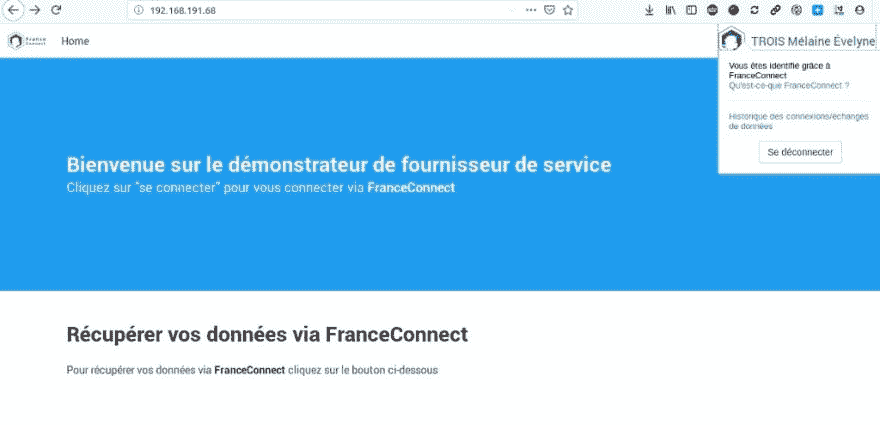 192.168.191.68
France
Connect
Home
TROIS Mélaine Évelyne
Vous êtes identifié grâce à
FranceConnect
Qu'est-ce-que FranceConnect ?
Historique des connexions/échanges
de données
Se déconnecter
Bienvenue sur le démonstrateur de fournisseur de service
Cliquez sur "se connecter" pour vous connecter via FranceConnect
Récupérer vos données via FranceConnect
Pour récupérer vos données via FranceConnect cliquez sur le bouton ci-dessous